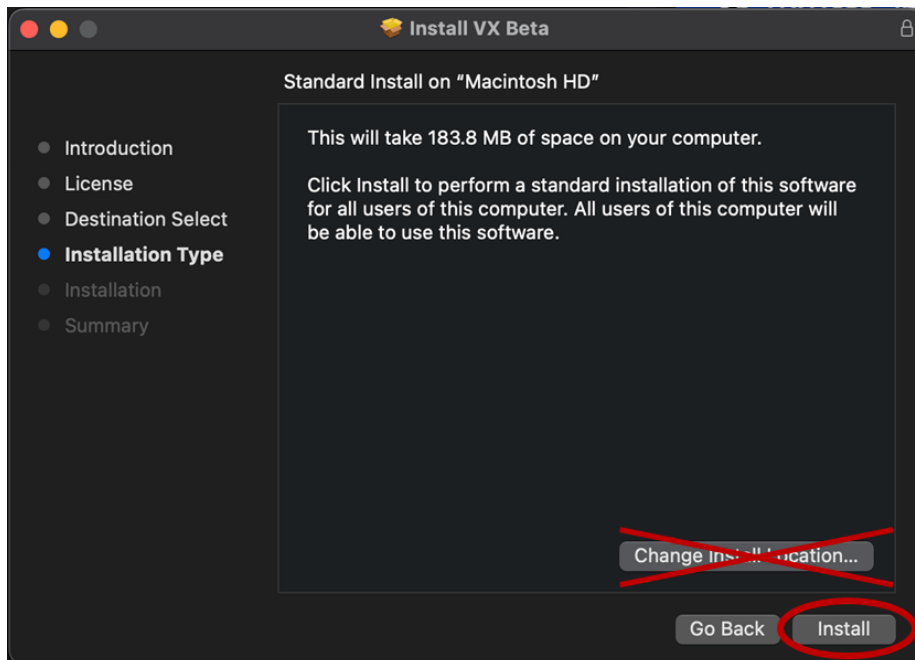 Install VX Beta
Standard Install on “Macintosh HD”
Introduction
License
Destination Select
Installation Type
Installation
Summary
This will take 183.8 MB of space on your computer.
Click Install to perform a standard installation of this software
for all users of this computer. All users of this computer will
be able to use this software.
Change Install Location...
Go Back
Install